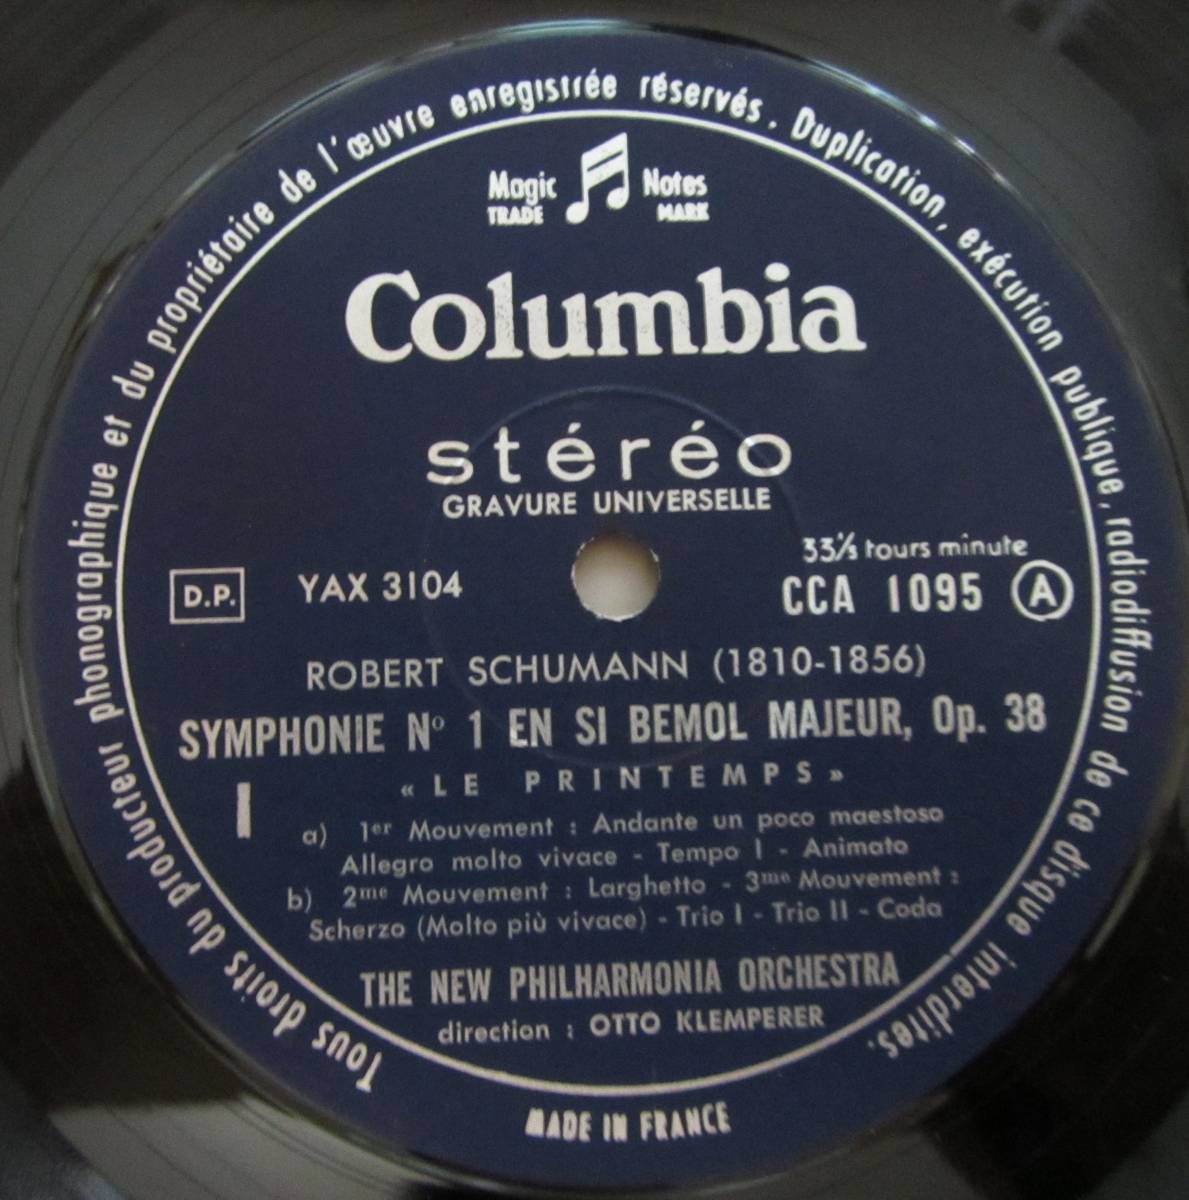 Tous droits du producteur phonographique et du propriétaire de l'œuvre enregistrée réservés. Duplication, exécution publique, radiodiffusion de ce disque interdites.
Magic Notes
TRADE MARK
Columbia
stéréo
GRAVURE UNIVERSELLE
33⅓ tours minute
D.P. YAX 3104 CCA 1095 A
ROBERT SCHUMANN (1810-1856)
SYMPHONIE Nº 1 EN SI BEMOL MAJEUR, Op. 38
« LE PRINTEMPS »
I
a) 1er Mouvement : Andante un poco maestoso
Allegro molto vivace - Tempo I - Animato
b) 2me Mouvement : Larghetto - 3me Mouvement :
Scherzo (Molto più vivace) - Trio I - Trio II - Coda
THE NEW PHILHARMONIA ORCHESTRA
direction : OTTO KLEMPERER
MADE IN FRANCE